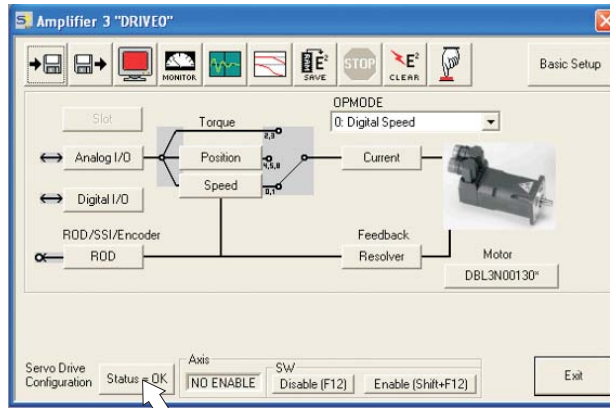 Amplifier 3 "DRIVE0"
MONITOR
E²
SAVE
STOP
E²
CLEAR
Basic Setup
OPMODE
Slot
Torque
2,3
0: Digital Speed
Analog I/O
Position
4,5,8
Current
Speed
0,1
Digital I/O
ROD/SSI/Encoder
Feedback
ROD
Resolver
Motor
DBL3N00130*
Servo Drive
Configuration
Status = OK
Axis
NO ENABLE
SW
Disable (F12)
Enable (Shift+F12)
Exit